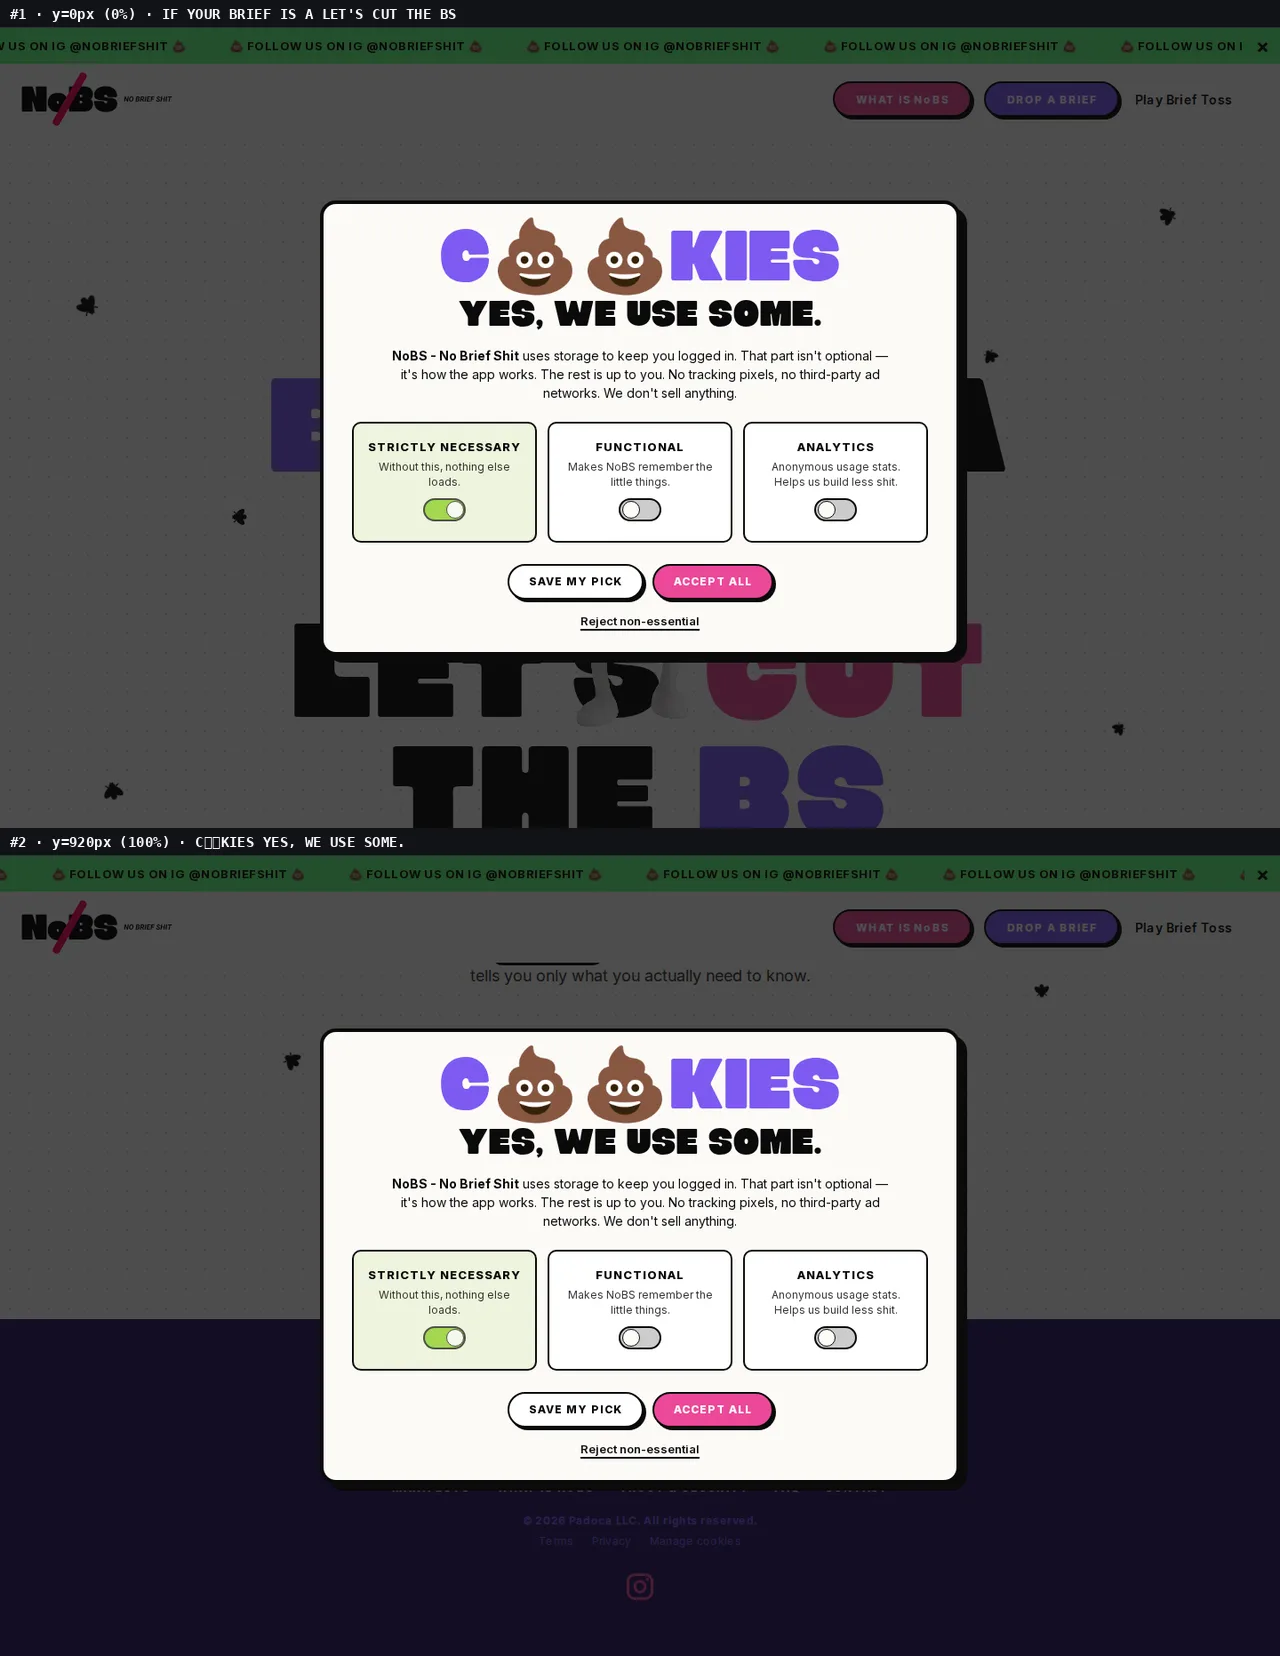 #1 · y=0px (0%) · IF YOUR BRIEF IS A LET'S CUT THE BS
US ON IG @NOBRIEFSHIT 💩 💩 FOLLOW US ON IG @NOBRIEFSHIT 💩 💩 FOLLOW US ON IG @NOBRIEFSHIT 💩 💩 FOLLOW US ON IG @NOBRIEFSHIT 💩 💩 FOLLOW US ON I ×
NoBS NO BRIEF SHIT WHAT IS NoBS DROP A BRIEF Play Brief Toss
C💩💩KIES
YES, WE USE SOME.
NoBS - No Brief Shit uses storage to keep you logged in. That part isn't optional —
it's how the app works. The rest is up to you. No tracking pixels, no third-party ad
networks. We don't sell anything.
STRICTLY NECESSARY FUNCTIONAL ANALYTICS
Without this, nothing else Makes NoBS remember the Anonymous usage stats.
loads. little things. Helps us build less shit.
SAVE MY PICK ACCEPT ALL
Reject non-essential
LET'S CUT
THE BS
#2 · y=920px (100%) · C▯▯KIES YES, WE USE SOME.
💩 FOLLOW US ON IG @NOBRIEFSHIT 💩 💩 FOLLOW US ON IG @NOBRIEFSHIT 💩 💩 FOLLOW US ON IG @NOBRIEFSHIT 💩 💩 FOLLOW US ON IG @NOBRIEFSHIT 💩 ×
NoBS NO BRIEF SHIT WHAT IS NoBS DROP A BRIEF Play Brief Toss
tells you only what you actually need to know.
C💩💩KIES
YES, WE USE SOME.
NoBS - No Brief Shit uses storage to keep you logged in. That part isn't optional —
it's how the app works. The rest is up to you. No tracking pixels, no third-party ad
networks. We don't sell anything.
STRICTLY NECESSARY FUNCTIONAL ANALYTICS
Without this, nothing else Makes NoBS remember the Anonymous usage stats.
loads. little things. Helps us build less shit.
SAVE MY PICK ACCEPT ALL
Reject non-essential
© 2026 Padoca LLC. All rights reserved.
Terms Privacy Manage cookies